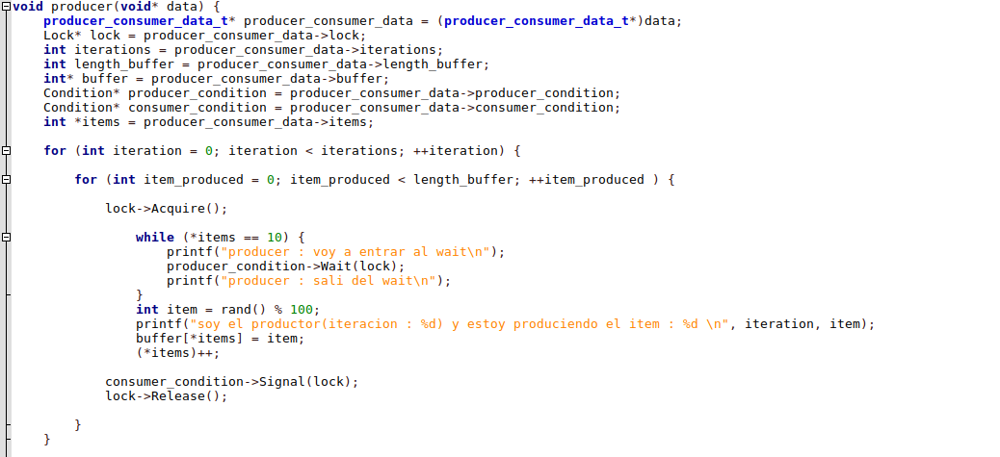 void producer(void* data) {
    producer_consumer_data_t* producer_consumer_data = (producer_consumer_data_t*)data;
    Lock* lock = producer_consumer_data->lock;
    int iterations = producer_consumer_data->iterations;
    int length_buffer = producer_consumer_data->length_buffer;
    int* buffer = producer_consumer_data->buffer;
    Condition* producer_condition = producer_consumer_data->producer_condition;
    Condition* consumer_condition = producer_consumer_data->consumer_condition;
    int *items = producer_consumer_data->items;

    for (int iteration = 0; iteration < iterations; ++iteration) {

        for (int item_produced = 0; item_produced < length_buffer; ++item_produced ) {

            lock->Acquire();

                while (*items == 10) {
                    printf("producer : voy a entrar al wait\n");
                    producer_condition->Wait(lock);
                    printf("producer : sali del wait\n");
                }
                int item = rand() % 100;
                printf("soy el productor(iteracion : %d) y estoy produciendo el item : %d \n", iteration, item);
                buffer[*items] = item;
                (*items)++;

            consumer_condition->Signal(lock);
            lock->Release();

        }
    }